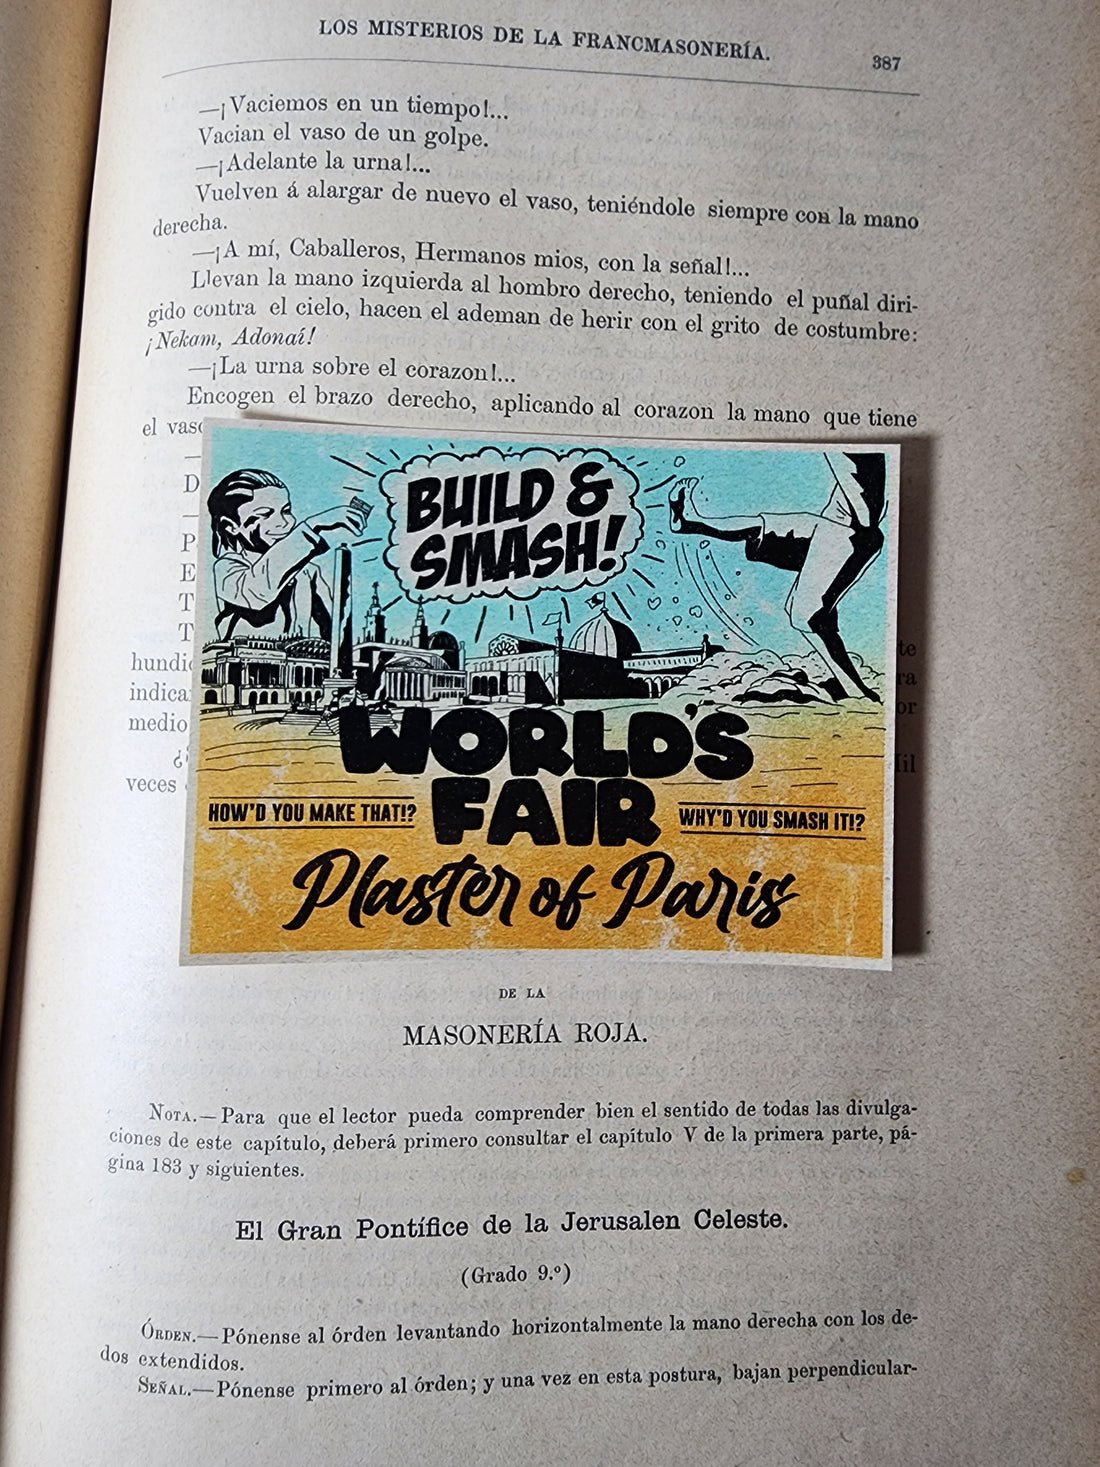 LOS MISTERIOS DE LA FRANCMASONERÍA.
387
—¡Vaciemos en un tiempo!...
Vacian el vaso de un golpe.
—¡Adelante la urna!...
Vuelven á alargar de nuevo el vaso, teniéndole siempre con la mano
derecha.
—¡A mí, Caballeros, Hermanos mios, con la señal!...
Llevan la mano izquierda al hombro derecho, teniendo el puñal diri-
gido contra el cielo, hacen el ademan de herir con el grito de costumbre:
¡Nekam, Adonaí!
—¡La urna sobre el corazon!...
Encogen el brazo derecho, aplicando al corazon la mano que tiene
el vaso
BUILD &
SMASH!
WORLD'S
FAIR
HOW'D YOU MAKE THAT!?
WHY'D YOU SMASH IT!?
Plaster of Paris
medio
veces
DE LA
MASONERÍA ROJA.
NOTA.—Para que el lector pueda comprender bien el sentido de todas las divulga-
ciones de este capítulo, deberá primero consultar el capítulo V de la primera parte, pá-
gina 183 y siguientes.
El Gran Pontífice de la Jerusalen Celeste.
(Grado 9.º)
ÓRDEN.—Pónense al órden levantando horizontalmente la mano derecha con los de-
dos extendidos.
SEÑAL.—Pónense primero al órden; y una vez en esta postura, bajan perpendicular-